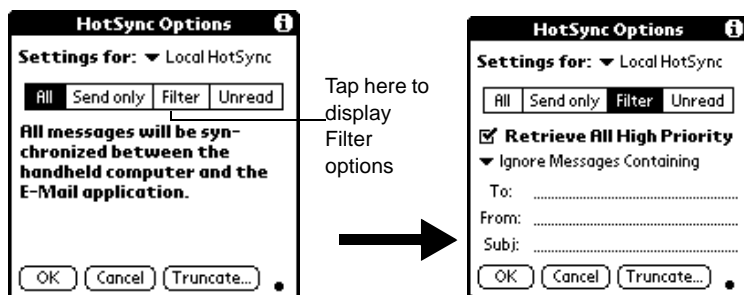 HotSync Options
Settings for: Local HotSync
All Send only Filter Unread
All messages will be syn-
chronized between the
handheld computer and the
E-Mail application.
OK Cancel Truncate...
Tap here to
display
Filter
options
HotSync Options
Settings for: Local HotSync
All Send only Filter Unread
Retrieve All High Priority
Ignore Messages Containing
To:
From:
Subj:
OK Cancel Truncate...